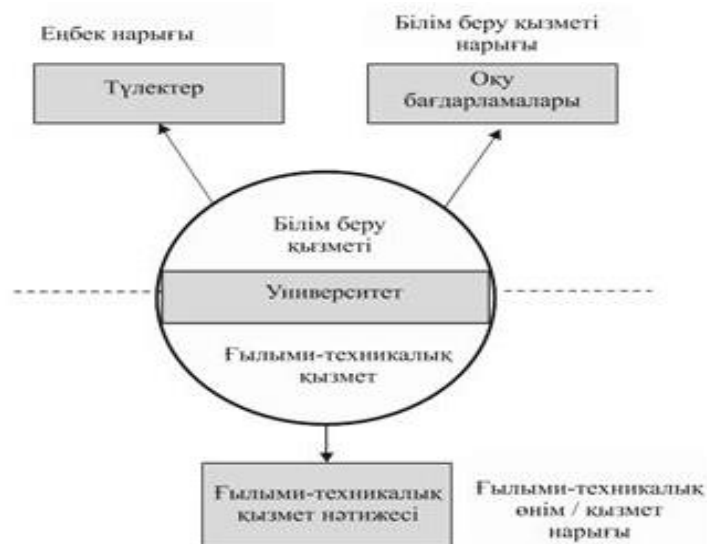 Еңбек нарығы
Түлектер
Білім беру қызметі
нарығы
Оқу
бағдарламалары
Білім беру
қызметі
Университет
Ғылыми-техникалық
қызмет
Ғылыми-техникалық
қызмет нәтижесі
Ғылыми-техникалық
өнім / қызмет
нарығы